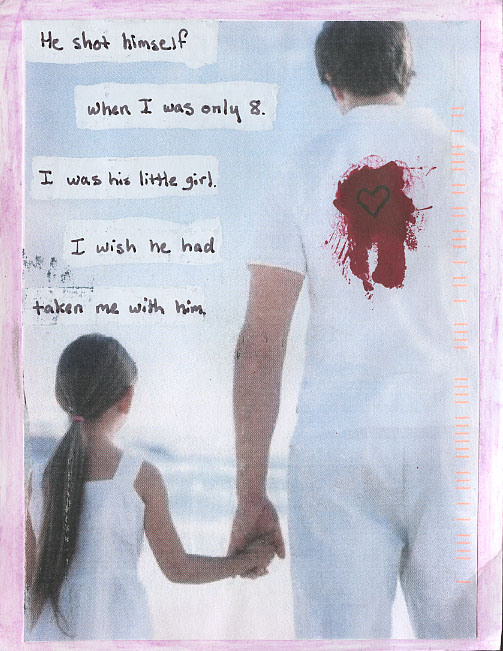 He shot himself
when I was only 8.
I was his little girl.
I wish he had
taken me with him.